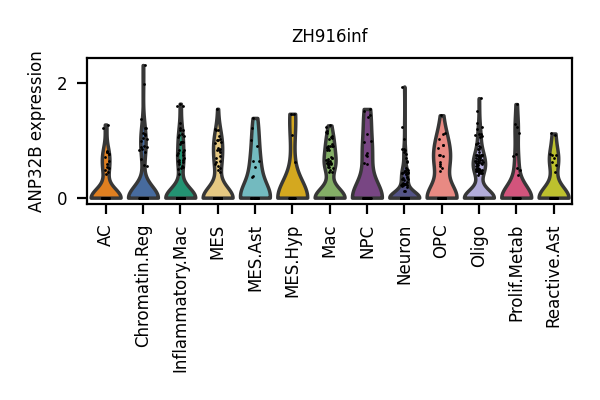 ZH916inf
ANP32B expression
2
0
AC
Chromatin.Reg
Inflammatory.Mac
MES
MES.Ast
MES.Hyp
Mac
NPC
Neuron
OPC
Oligo
Prolif.Metab
Reactive.Ast